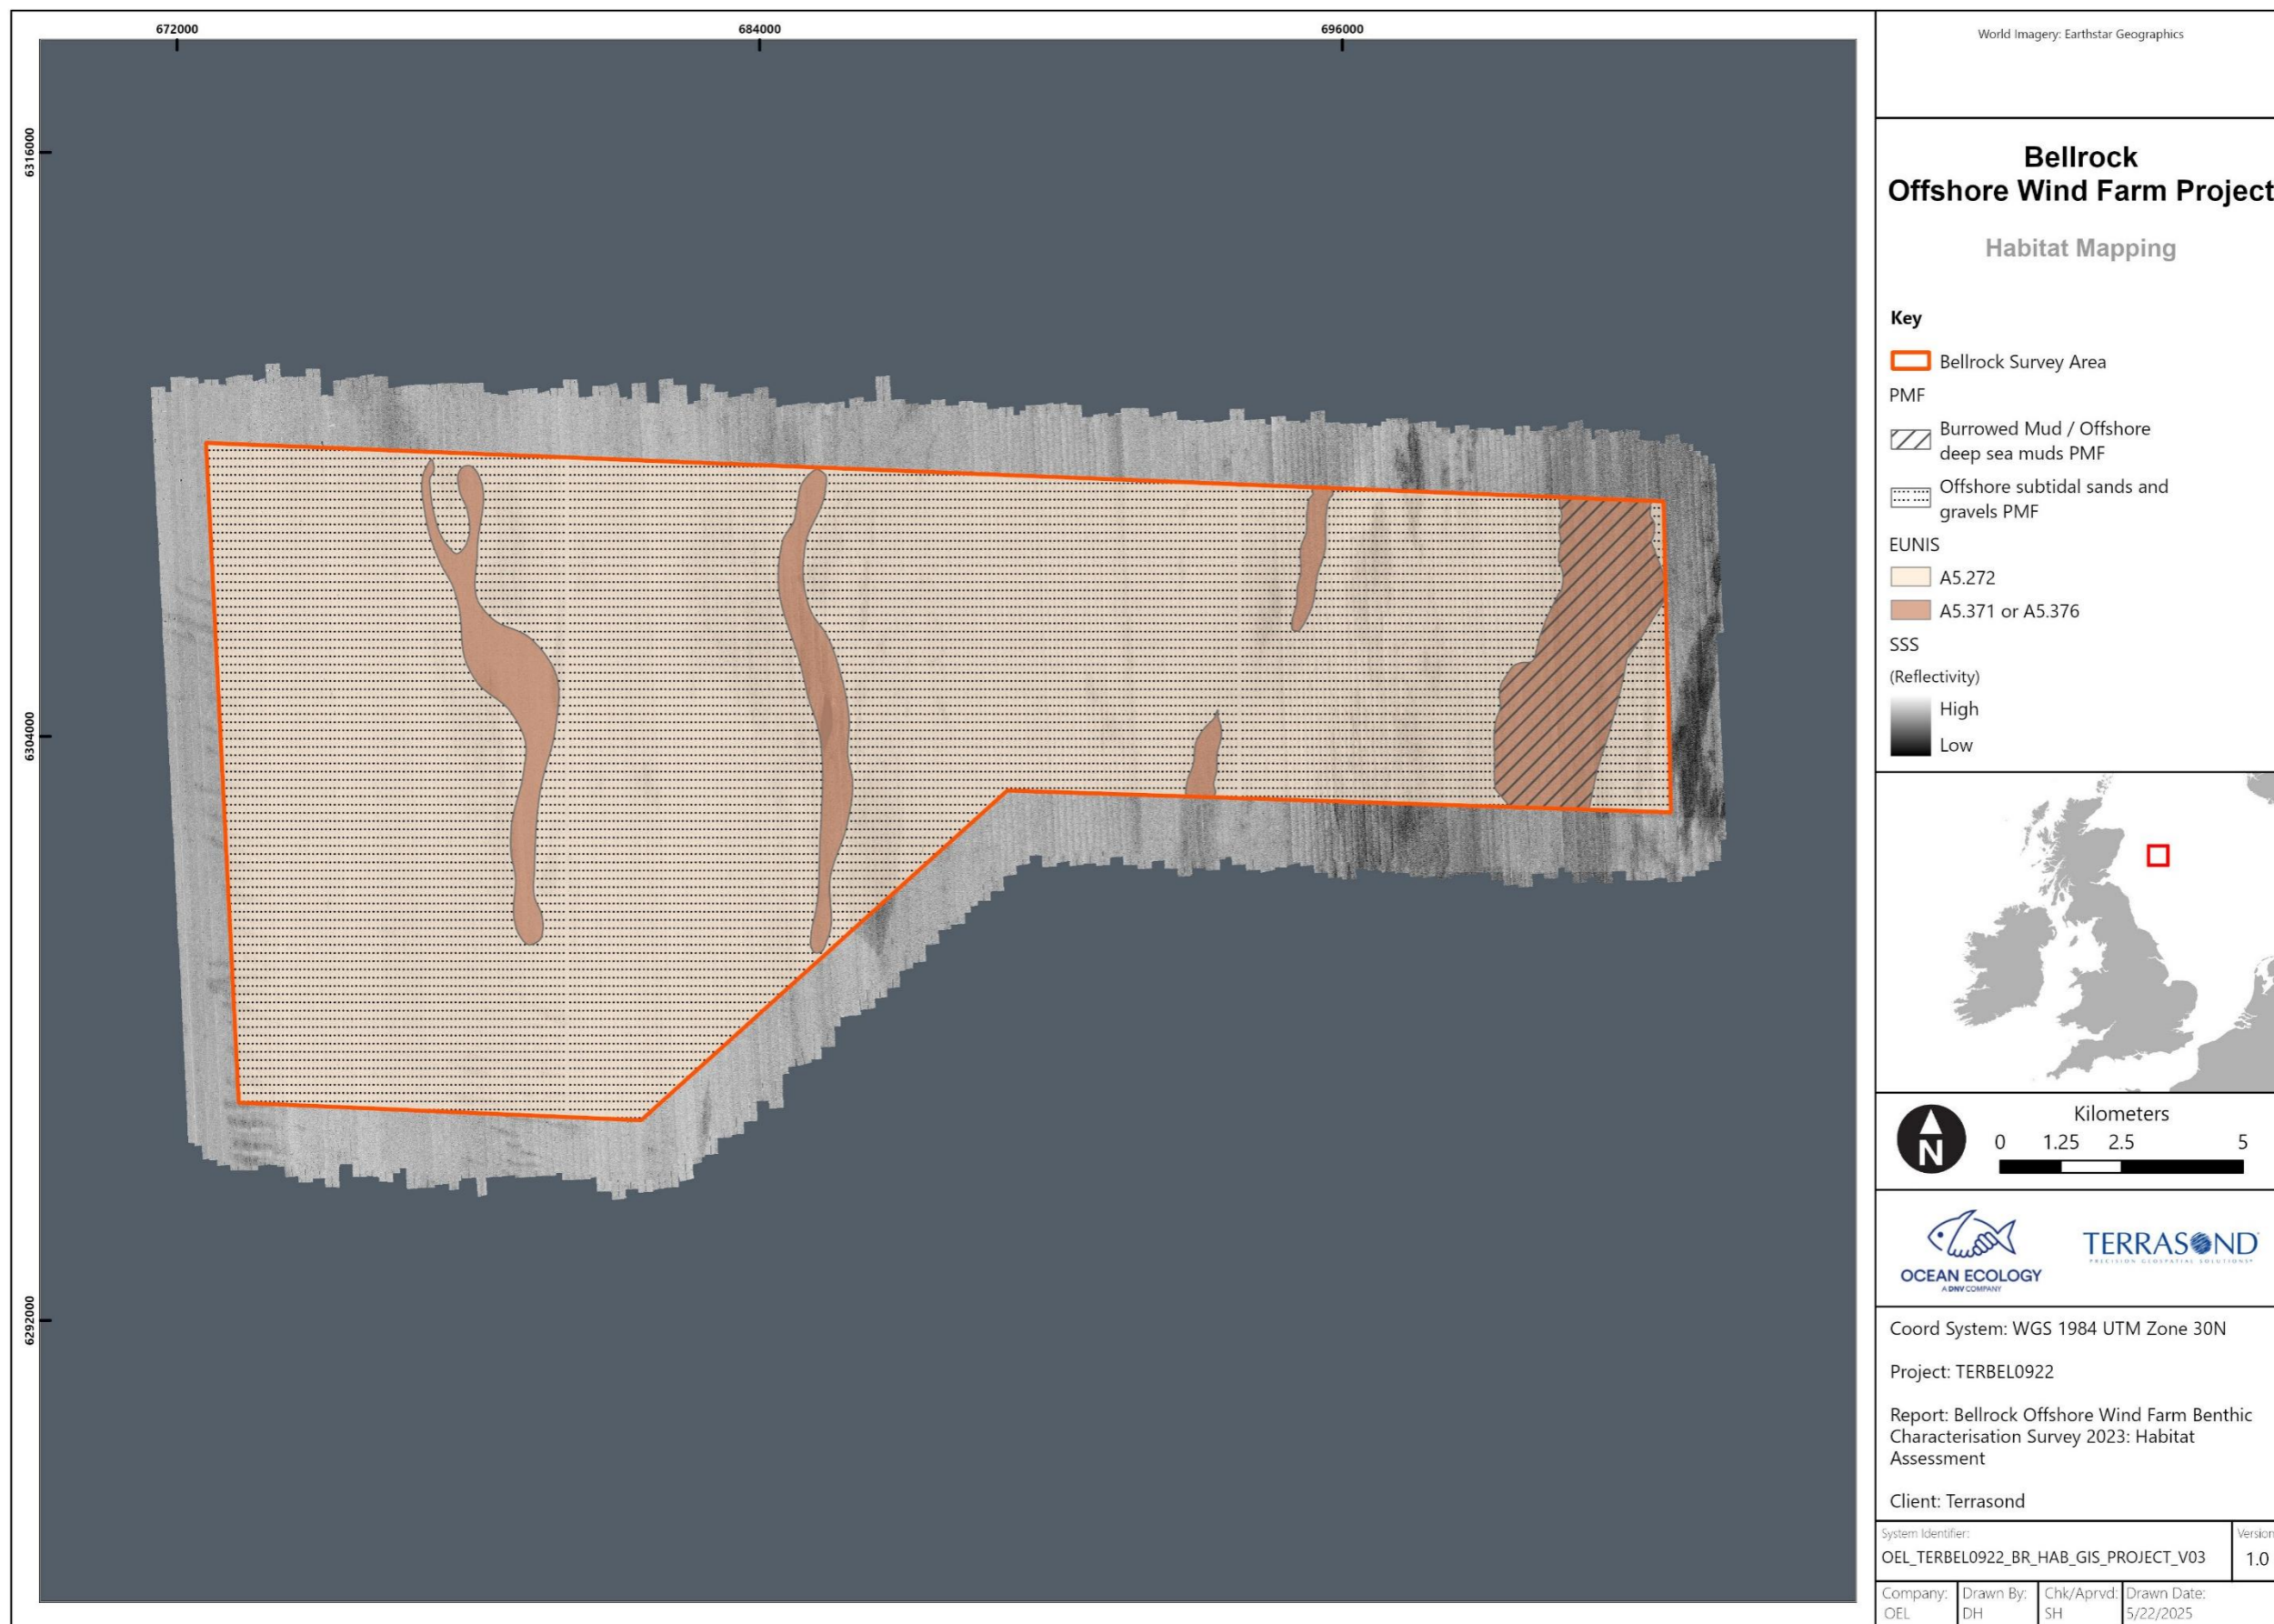 672000
684000
696000
6316000
6304000
6292000
World Imagery: Earthstar Geographics
Bellrock
Offshore Wind Farm Project
Habitat Mapping
Key
Bellrock Survey Area
PMF
Burrowed Mud / Offshore
deep sea muds PMF
Offshore subtidal sands and
gravels PMF
EUNIS
A5.272
A5.371 or A5.376
SSS
(Reflectivity)
High
Low
N
Kilometers
0 1.25 2.5 5
OCEAN ECOLOGY
A DNV COMPANY
TERRASOND
PRECISION GEOSPATIAL SOLUTIONS®
Coord System: WGS 1984 UTM Zone 30N
Project: TERBEL0922
Report: Bellrock Offshore Wind Farm Benthic
Characterisation Survey 2023: Habitat
Assessment
Client: Terrasond
System Identifier:
OEL_TERBEL0922_BR_HAB_GIS_PROJECT_V03
Version
1.0
Company:
OEL
Drawn By:
DH
Chk/Aprvd:
SH
Drawn Date:
5/22/2025